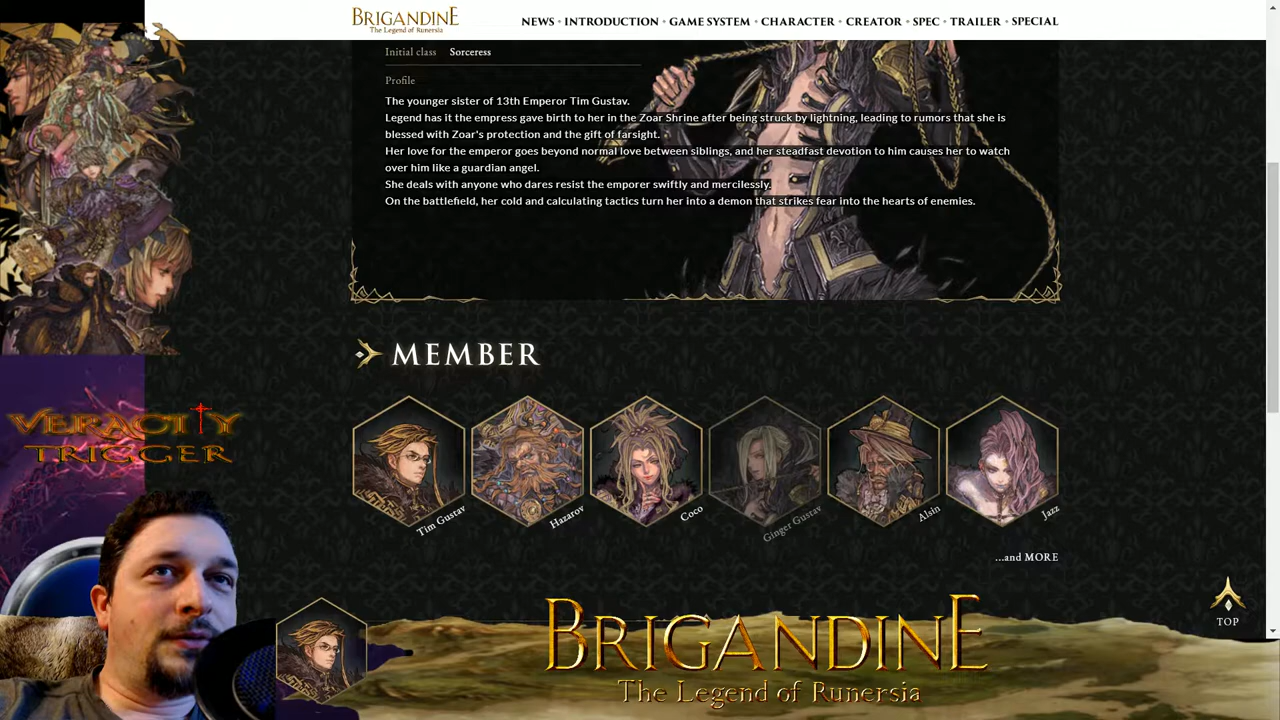 BRIGANDINE
The Legend of Runersia
NEWS • INTRODUCTION • GAME SYSTEM • CHARACTER • CREATOR • SPEC • TRAILER • SPECIAL
Initial class Sorceress
Profile
The younger sister of 13th Emperor Tim Gustav.
Legend has it the empress gave birth to her in the Zoar Shrine after being struck by lightning, leading to rumors that she is
blessed with Zoar's protection and the gift of farsight.
Her love for the emperor goes beyond normal love between siblings, and her steadfast devotion to him causes her to watch
over him like a guardian angel.
She deals with anyone who dares resist the emporer swiftly and mercilessly.
On the battlefield, her cold and calculating tactics turn her into a demon that strikes fear into the hearts of enemies.
MEMBER
Tim Gustav
Hazarov
Coco
Ginger Gustav
Alsin
Jazz
...and MORE
VERACITY
TRIGGER
TOP
BRIGANDINE
The Legend of Runersia